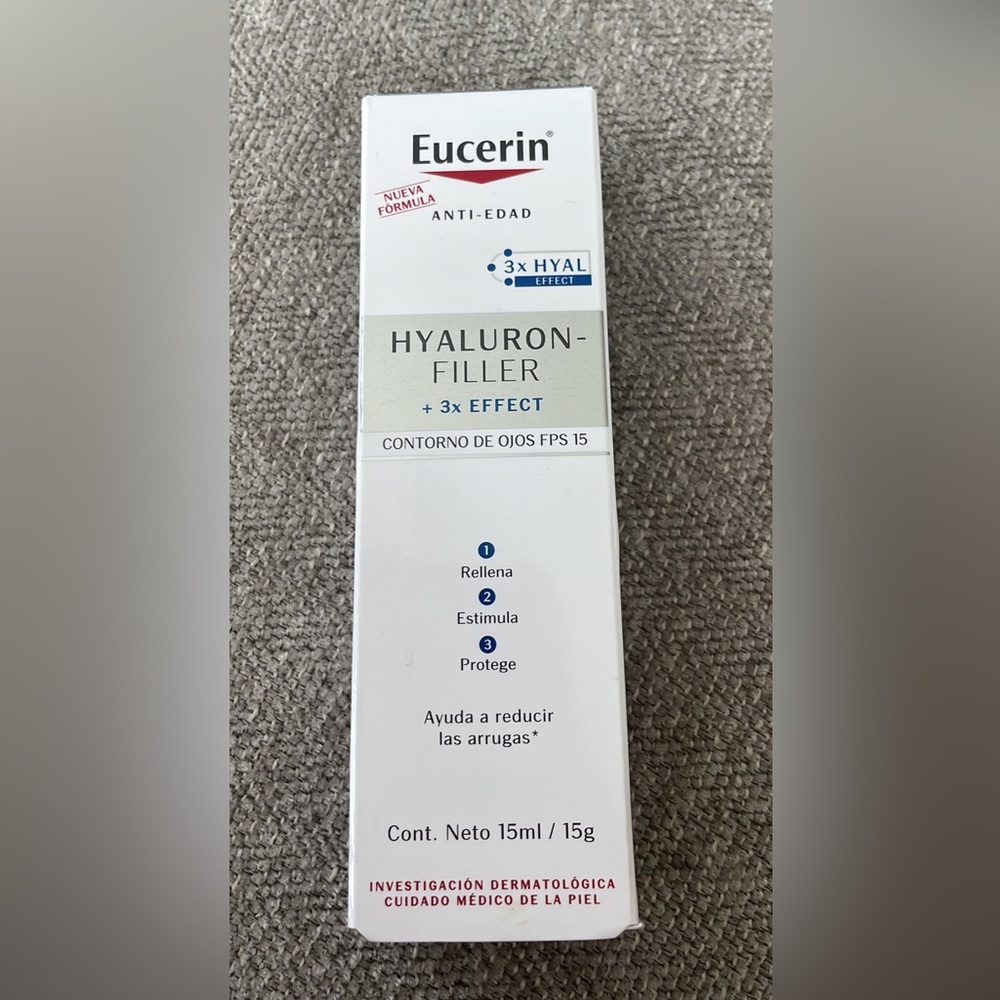 Eucerin®
NUEVA
FÓRMULA
ANTI-EDAD
3x HYAL
EFFECT
HYALURON-
FILLER
+ 3x EFFECT
CONTORNO DE OJOS FPS 15
1
Rellena
2
Estimula
3
Protege
Ayuda a reducir
las arrugas*
Cont. Neto 15ml / 15g
INVESTIGACIÓN DERMATOLÓGICA
CUIDADO MÉDICO DE LA PIEL